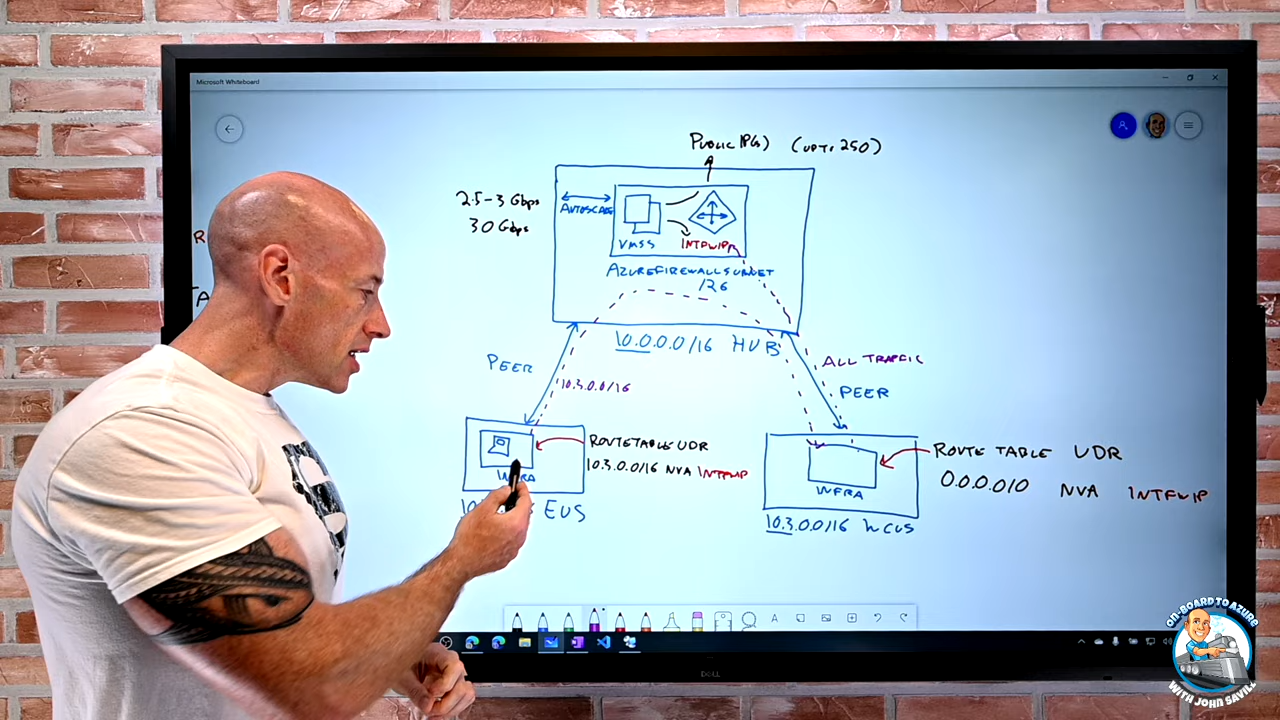 Microsoft Whiteboard
PUBLIC IP(S) (UPTO 250)
2.5-3 Gbps
30 Gbps
AUTOSCALE
VMSS
INTFWIP
AZUREFIREWALLSUBNET
/26
10.0.0.0/16 HUB
PEER
10.3.0.0/16
ALL TRAFFIC
PEER
ROUTE TABLE UDR
10.3.0.0/16 NVA INTFWIP
INFRA
EUS
ROUTE TABLE UDR
0.0.0.0/0 NVA INTFWIP
INFRA
10.3.0.0/16 WCUS
DELL
ON-BOARD TO AZURE
WITH JOHN SAVILL